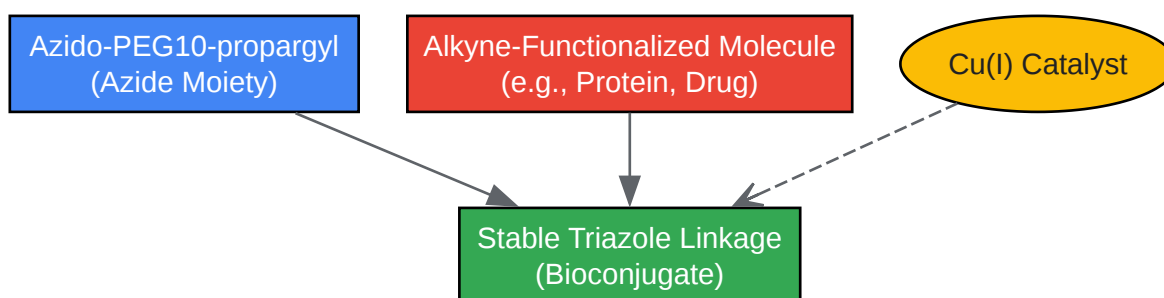 Azido-PEG10-propargyl
(Azide Moiety)
Alkyne-Functionalized Molecule
(e.g., Protein, Drug)
Cu(I) Catalyst
Stable Triazole Linkage
(Bioconjugate)